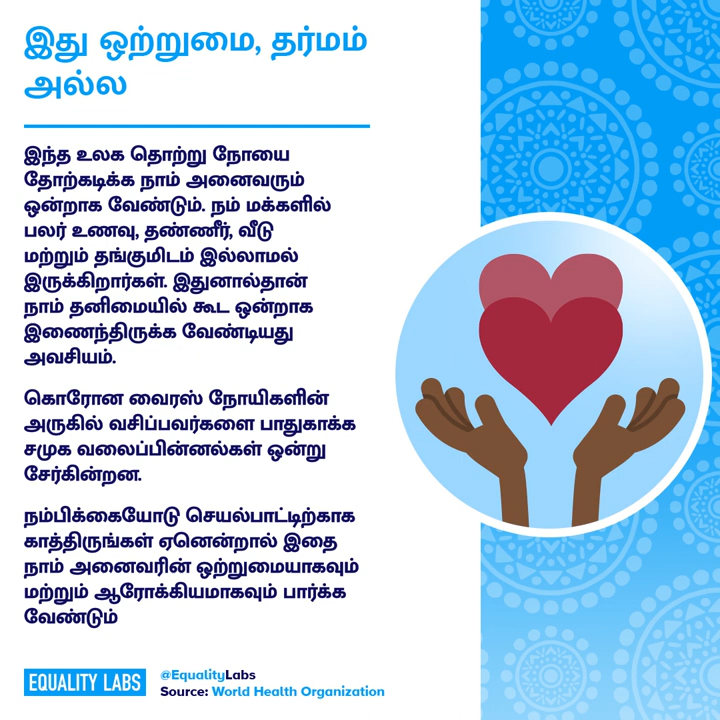 இது ஒற்றுமை, தர்மம்
அல்ல
இந்த உலக தொற்று நோயை
தோற்கடிக்க நாம் அனைவரும்
ஒன்றாக வேண்டும். நம் மக்களில்
பலர் உணவு, தண்ணீர், வீடு
மற்றும் தங்குமிடம் இல்லாமல்
இருக்கிறார்கள். இதுனால்தான்
நாம் தனிமையில் கூட ஒன்றாக
இணைந்திருக்க வேண்டியது
அவசியம்.
கொரோன வைரஸ் நோயிகளின்
அருகில் வசிப்பவர்களை பாதுகாக்க
சமுக வலைப்பின்னல்கள் ஒன்று
சேர்கின்றன.
நம்பிக்கையோடு செயல்பாட்டிற்காக
காத்திருங்கள் ஏனென்றால் இதை
நாம் அனைவரின் ஒற்றுமையாகவும்
மற்றும் ஆரோக்கியமாகவும் பார்க்க
வேண்டும்
EQUALITY LABS
@EqualityLabs
Source: World Health Organization